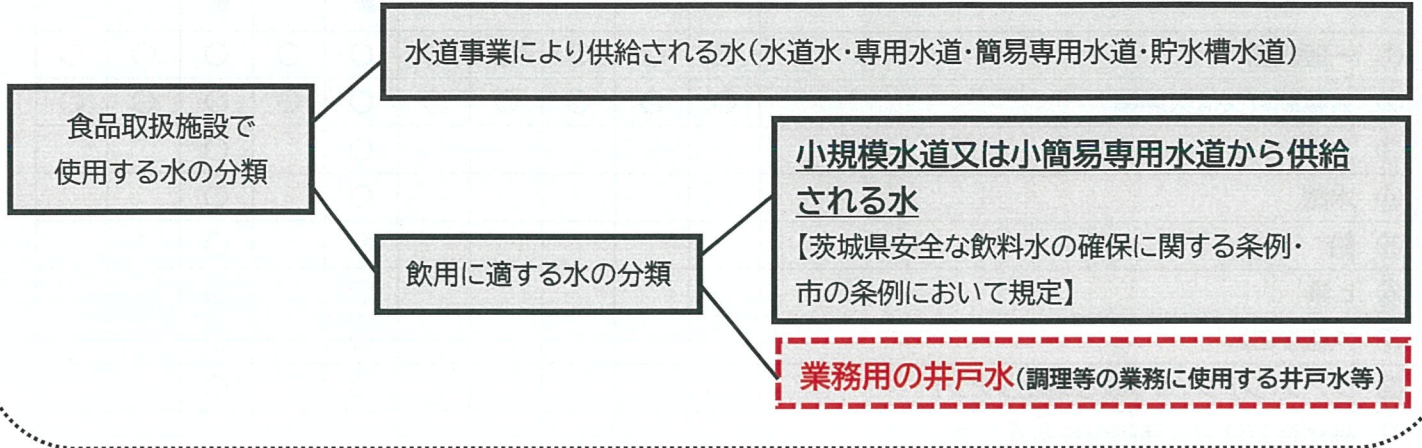 水道事業により供給される水(水道水・専用水道・簡易専用水道・貯水槽水道)
食品取扱施設で
使用する水の分類
小規模水道又は小簡易専用水道から供給
される水
【茨城県安全な飲料水の確保に関する条例・
市の条例において規定】
飲用に適する水の分類
業務用の井戸水(調理等の業務に使用する井戸水等)